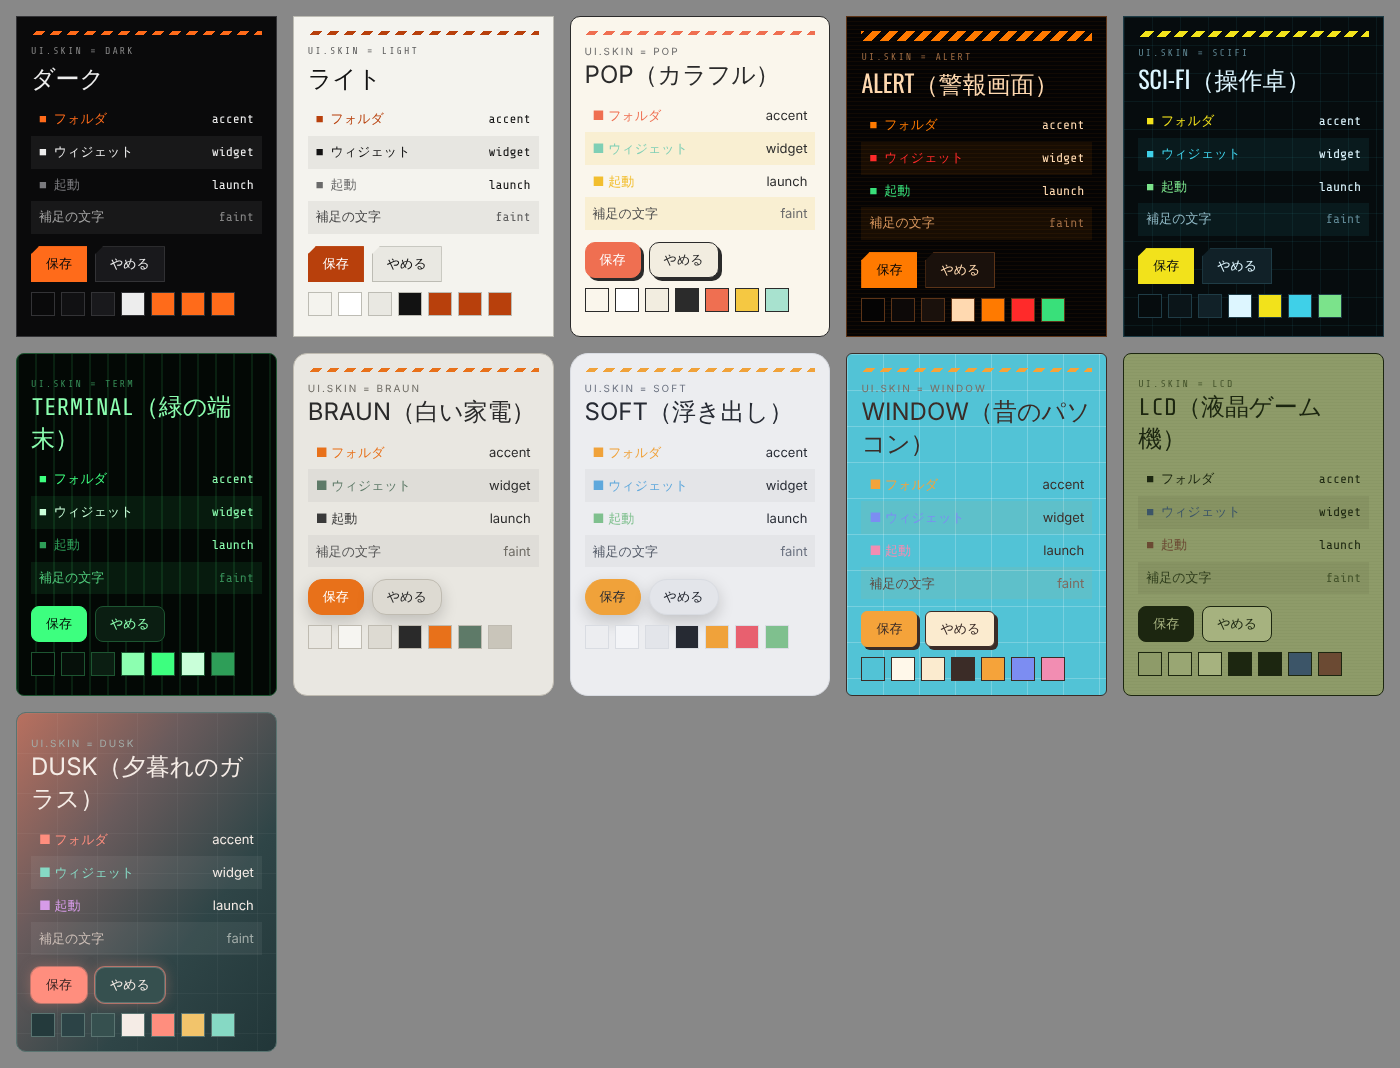 UI.SKIN = DARK
ダーク
フォルダ accent
ウィジェット widget
起動 launch
補足の文字 faint
保存 やめる
UI.SKIN = LIGHT
ライト
フォルダ accent
ウィジェット widget
起動 launch
補足の文字 faint
保存 やめる
UI.SKIN = POP
POP（カラフル）
フォルダ accent
ウィジェット widget
起動 launch
補足の文字 faint
保存 やめる
UI.SKIN = ALERT
ALERT（警報画面）
フォルダ accent
ウィジェット widget
起動 launch
補足の文字 faint
保存 やめる
UI.SKIN = SCIFI
SCI-FI（操作卓）
フォルダ accent
ウィジェット widget
起動 launch
補足の文字 faint
保存 やめる
UI.SKIN = TERM
TERMINAL（緑の端
末）
フォルダ accent
ウィジェット widget
起動 launch
補足の文字 faint
保存 やめる
UI.SKIN = BRAUN
BRAUN（白い家電）
フォルダ accent
ウィジェット widget
起動 launch
補足の文字 faint
保存 やめる
UI.SKIN = SOFT
SOFT（浮き出し）
フォルダ accent
ウィジェット widget
起動 launch
補足の文字 faint
保存 やめる
UI.SKIN = WINDOW
WINDOW（昔のパソ
コン）
フォルダ accent
ウィジェット widget
起動 launch
補足の文字 faint
保存 やめる
UI.SKIN = LCD
LCD（液晶ゲーム
機）
フォルダ accent
ウィジェット widget
起動 launch
補足の文字 faint
保存 やめる
UI.SKIN = DUSK
DUSK（夕暮れのガ
ラス）
フォルダ accent
ウィジェット widget
起動 launch
補足の文字 faint
保存 やめる